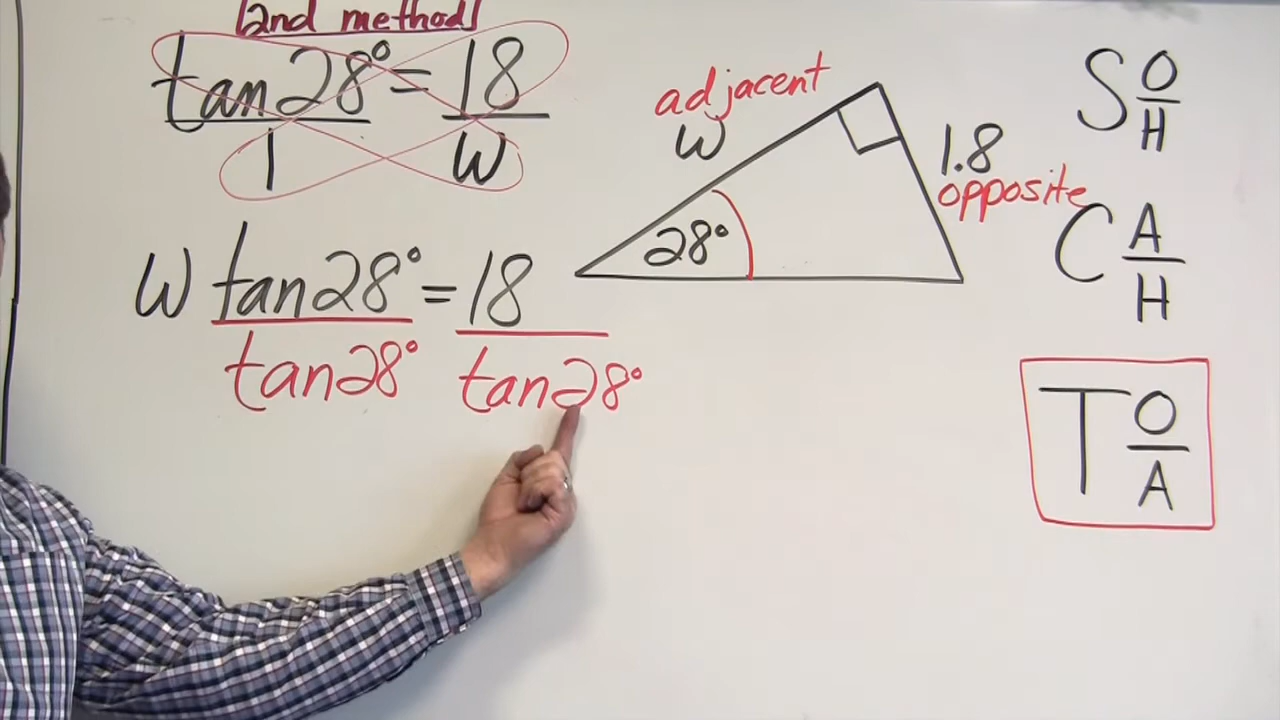 2nd method
tan28° = 18
1 W
W tan28° = 18
tan28° tan28°
adjacent
W
28°
1.8
opposite
S O
H
C A
H
T O
A